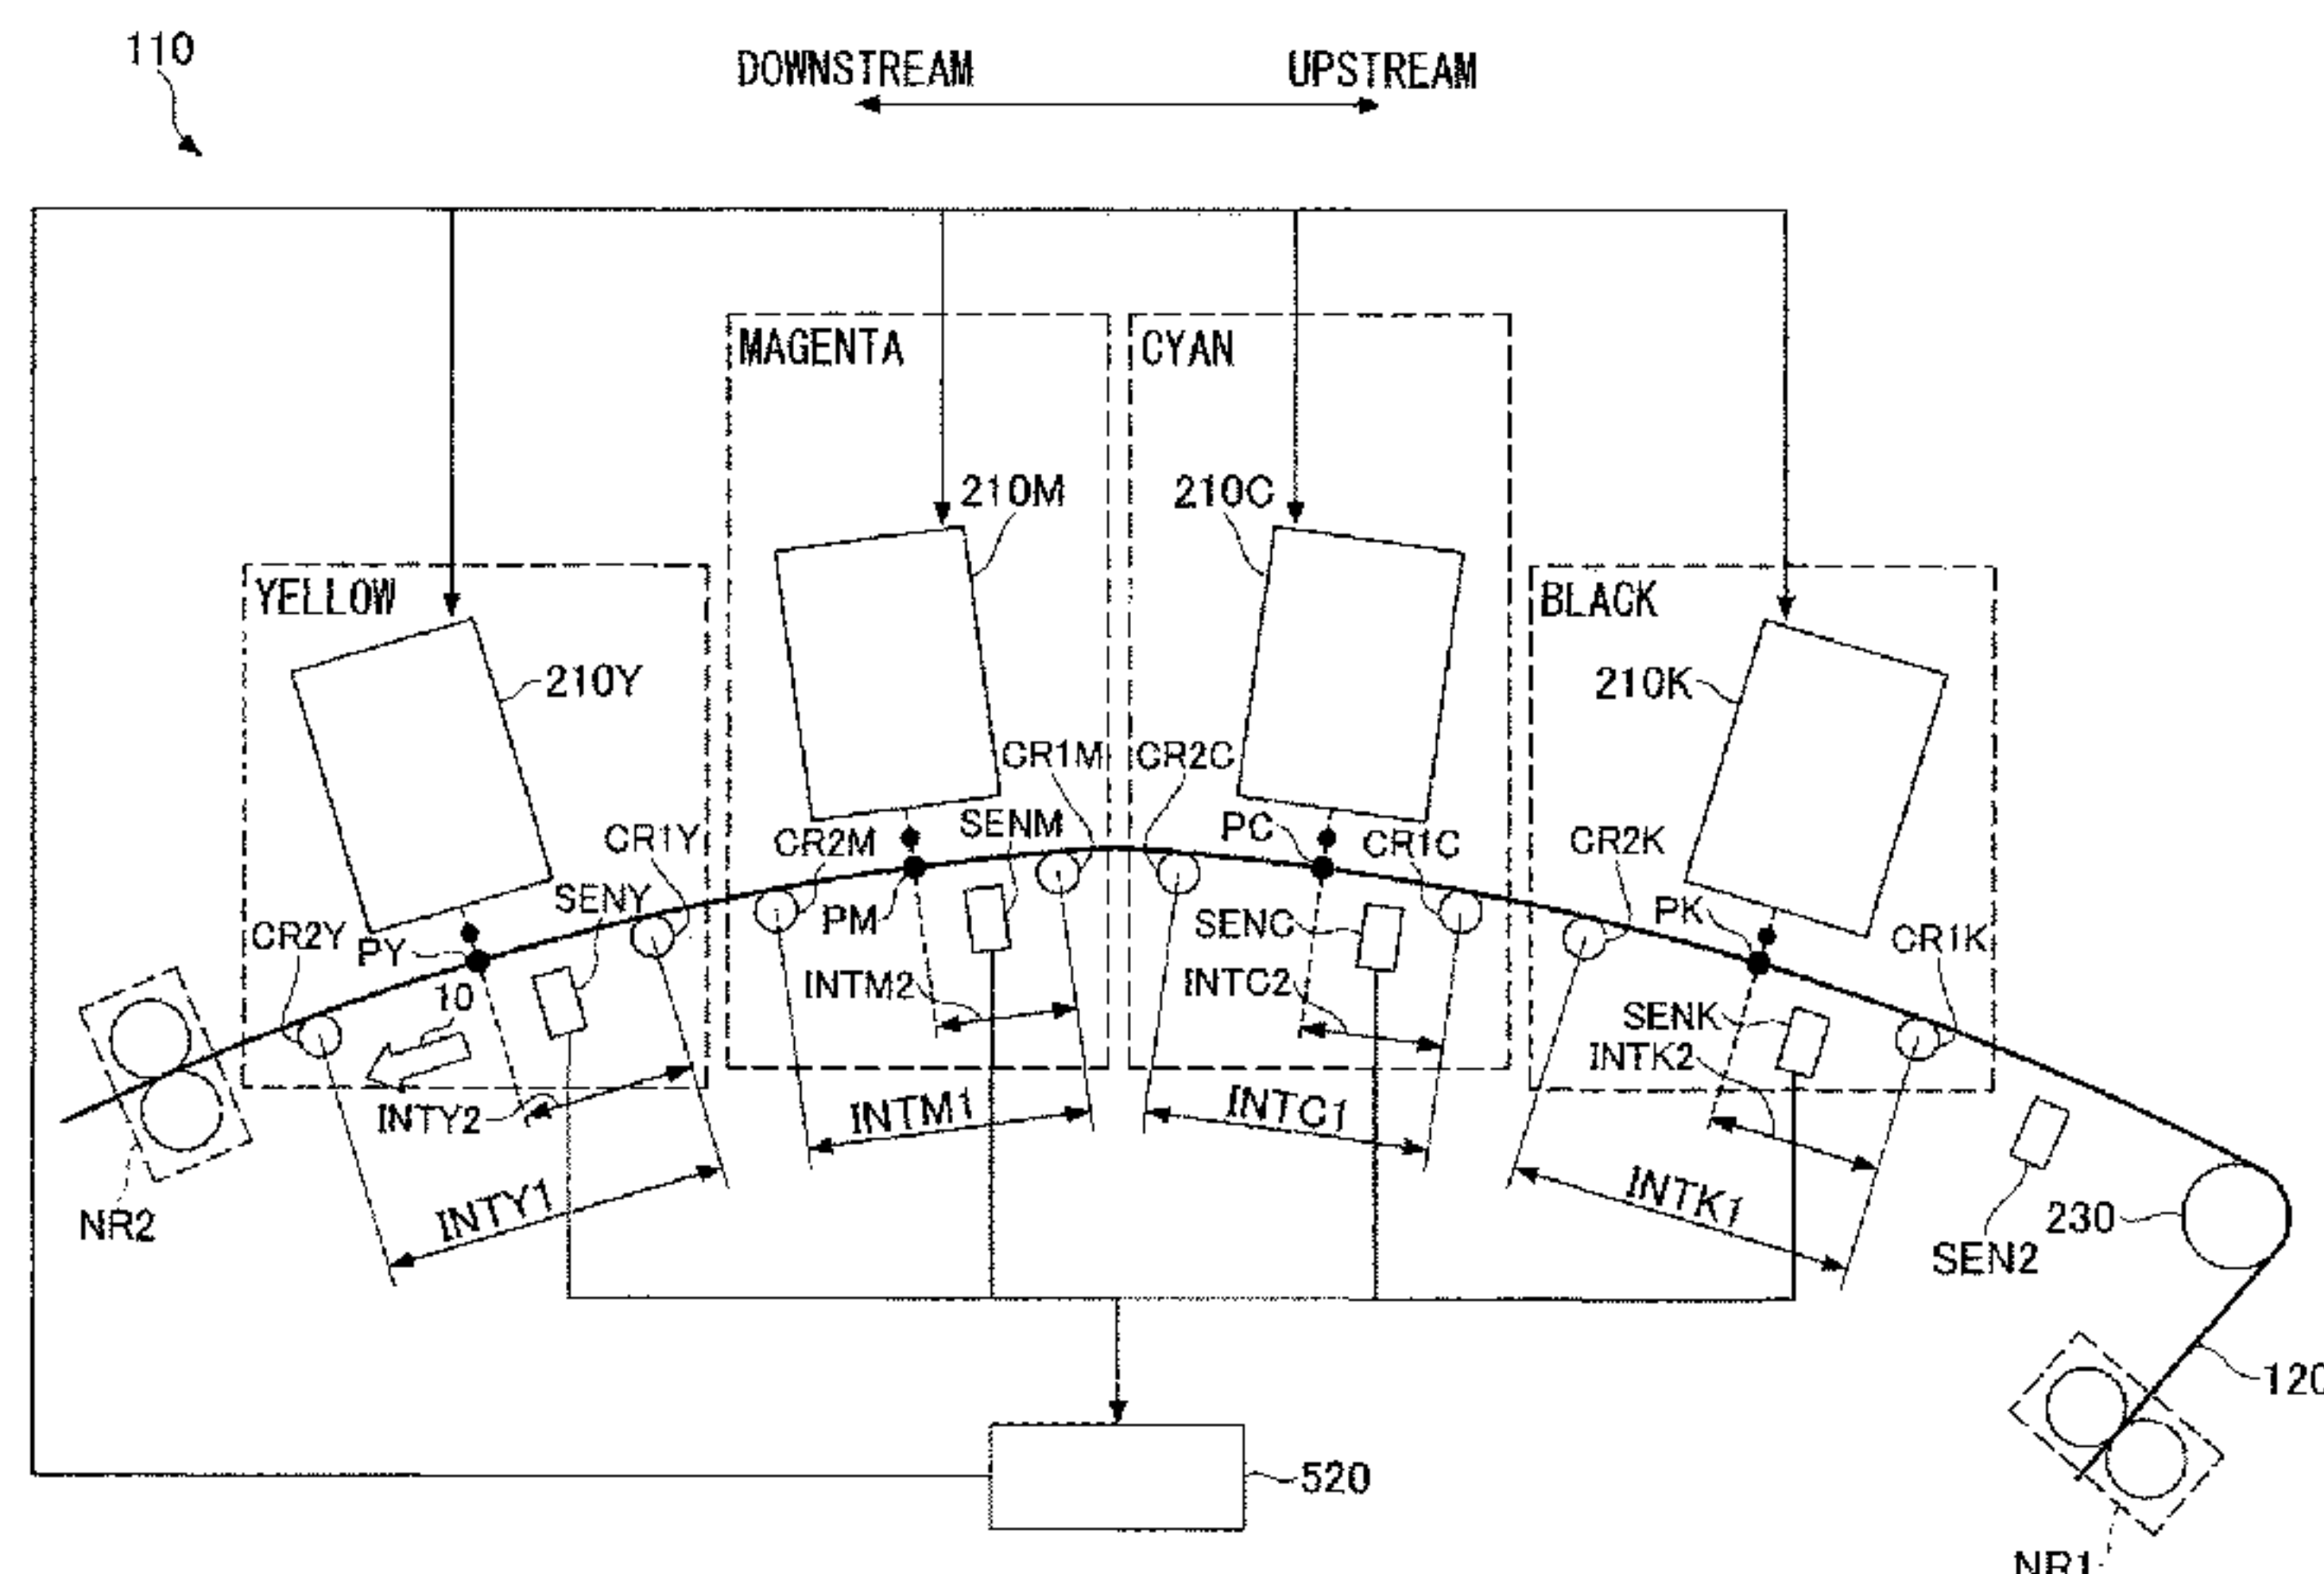 110
DOWNSTREAM UPSTREAM
MAGENTA CYAN
210M 210C
YELLOW BLACK
210Y 210K
CR1M CR2C
CR1Y CR2M SENM PC CR1C CR2K
SENY PM SENC PK
CR2Y PY CR1K
10 INTM2 INTC2 SENK
INTK2
INTY2 INTM1 INTC1
NR2 INTY1 INTK1 230
SEN2
120
520
NR1